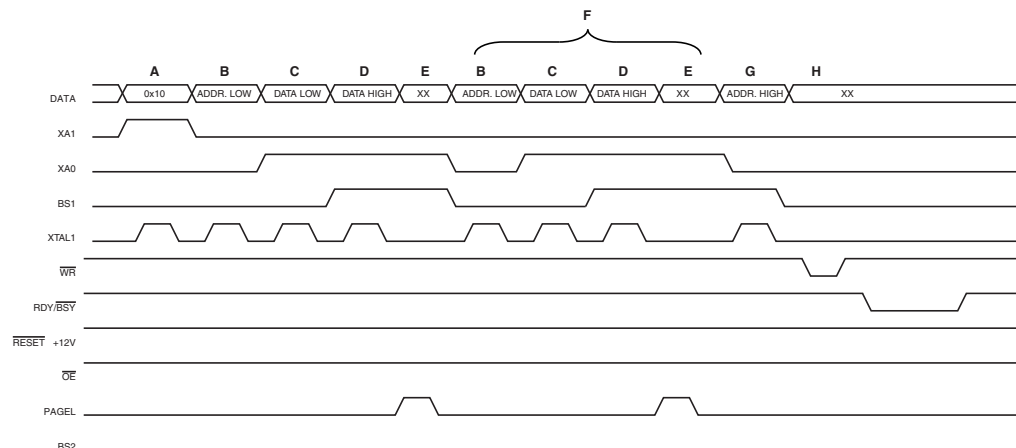 F
A B C D E B C D E G H
DATA 0x10 ADDR. LOW DATA LOW DATA HIGH XX ADDR. LOW DATA LOW DATA HIGH XX ADDR. HIGH XX
XA1
XA0
BS1
XTAL1
WR
RDY/BSY
RESET +12V
OE
PAGEL
BS2